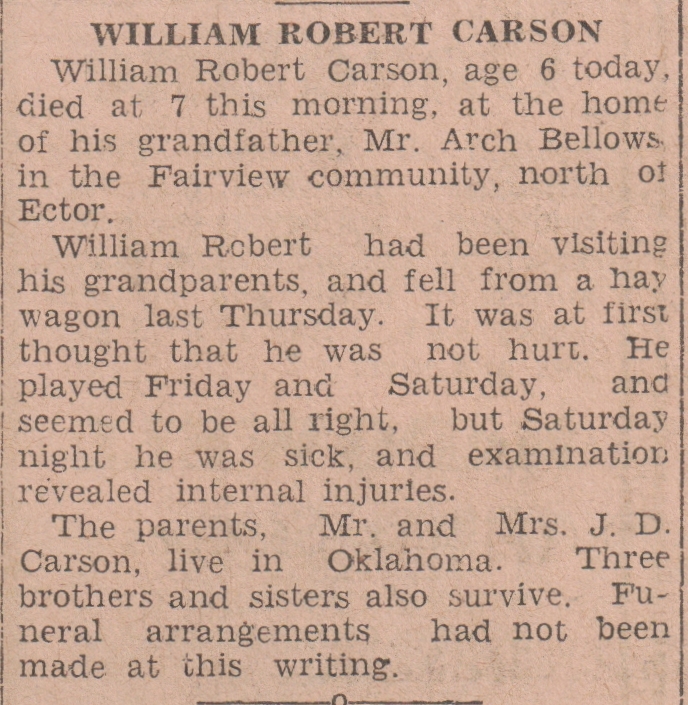 WILLIAM ROBERT CARSON
William Robert Carson, age 6 today,
died at 7 this morning, at the home
of his grandfather, Mr. Arch Bellows,
in the Fairview community, north of
Ector.
William Robert had been visiting
his grandparents, and fell from a hay
wagon last Thursday. It was at first
thought that he was not hurt. He
played Friday and Saturday, and
seemed to be all right, but Saturday
night he was sick, and examination
revealed internal injuries.
The parents, Mr. and Mrs. J. D.
Carson, live in Oklahoma. Three
brothers and sisters also survive. Fu-
neral arrangements had not been
made at this writing.